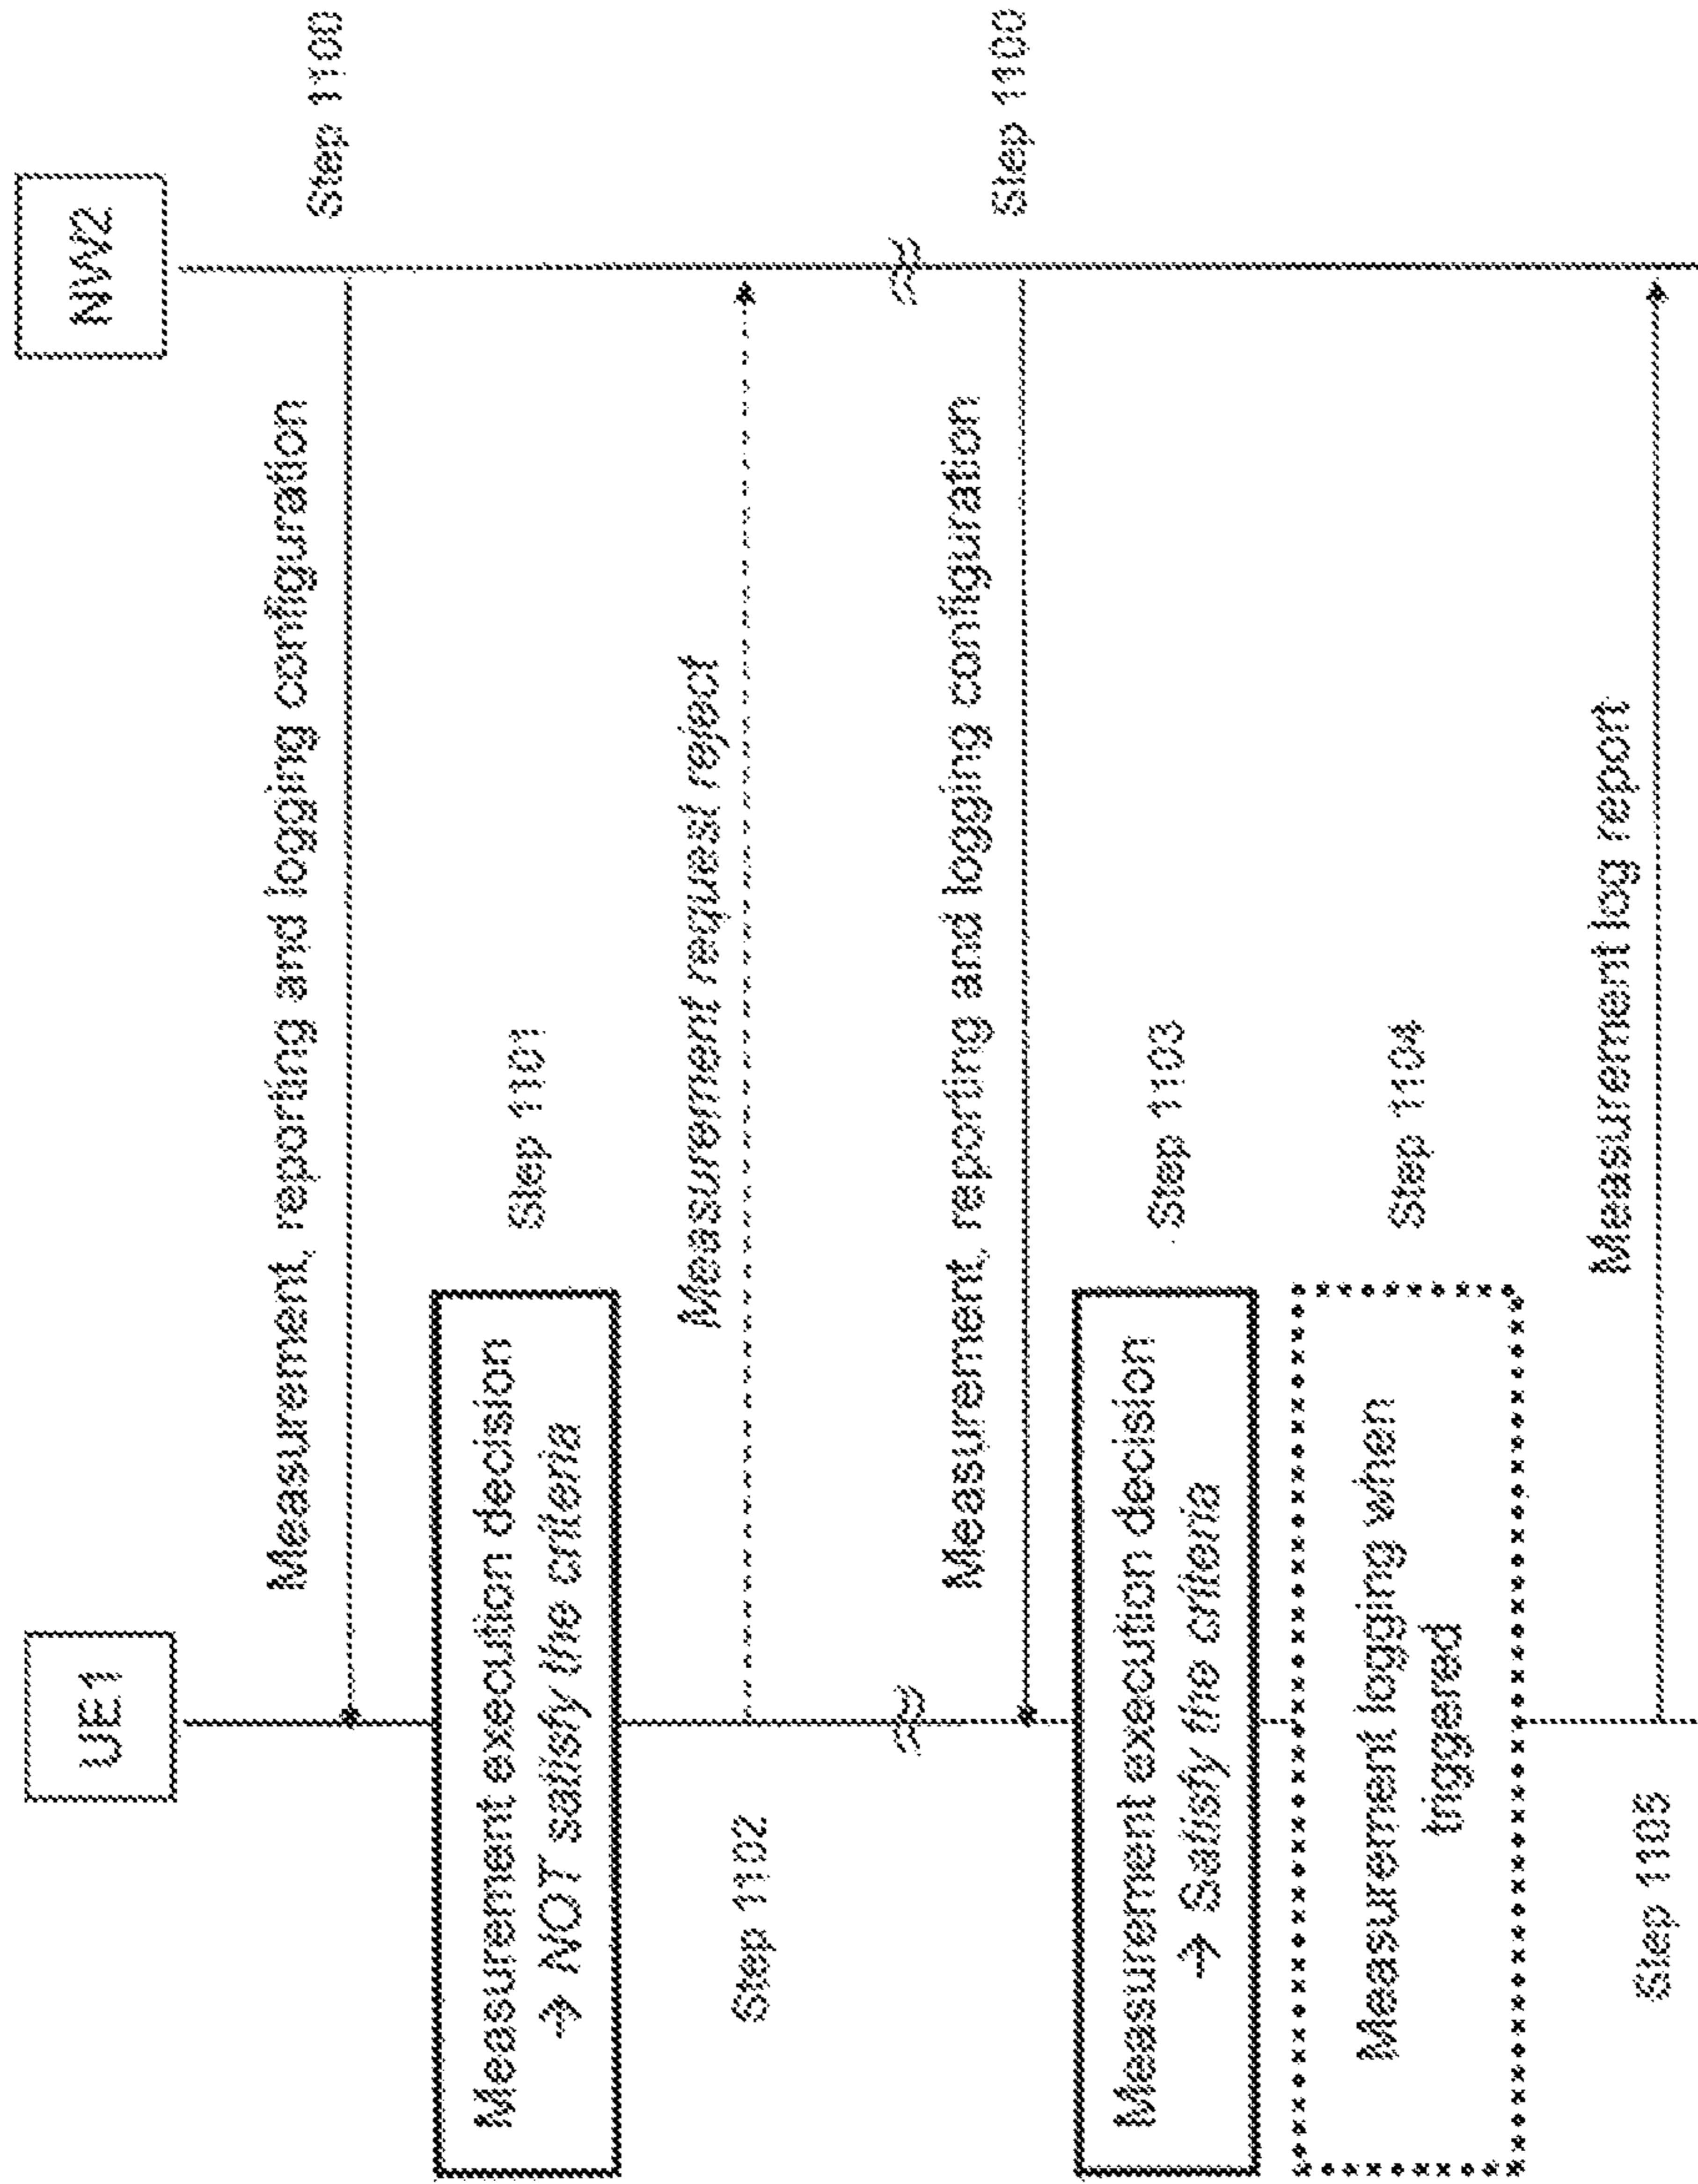 UE1
NW2
Measurement, reporting and logging configuration
Step 1100
Measurement execution decision
→ NOT satisfy the criteria
Step 1101
Measurement request reject
Step 1102
Measurement, reporting and logging configuration
Step 1100
Measurement execution decision
→ Satisfy the criteria
Step 1103
Measurement logging when
triggered
Step 1104
Measurement log report
Step 1105